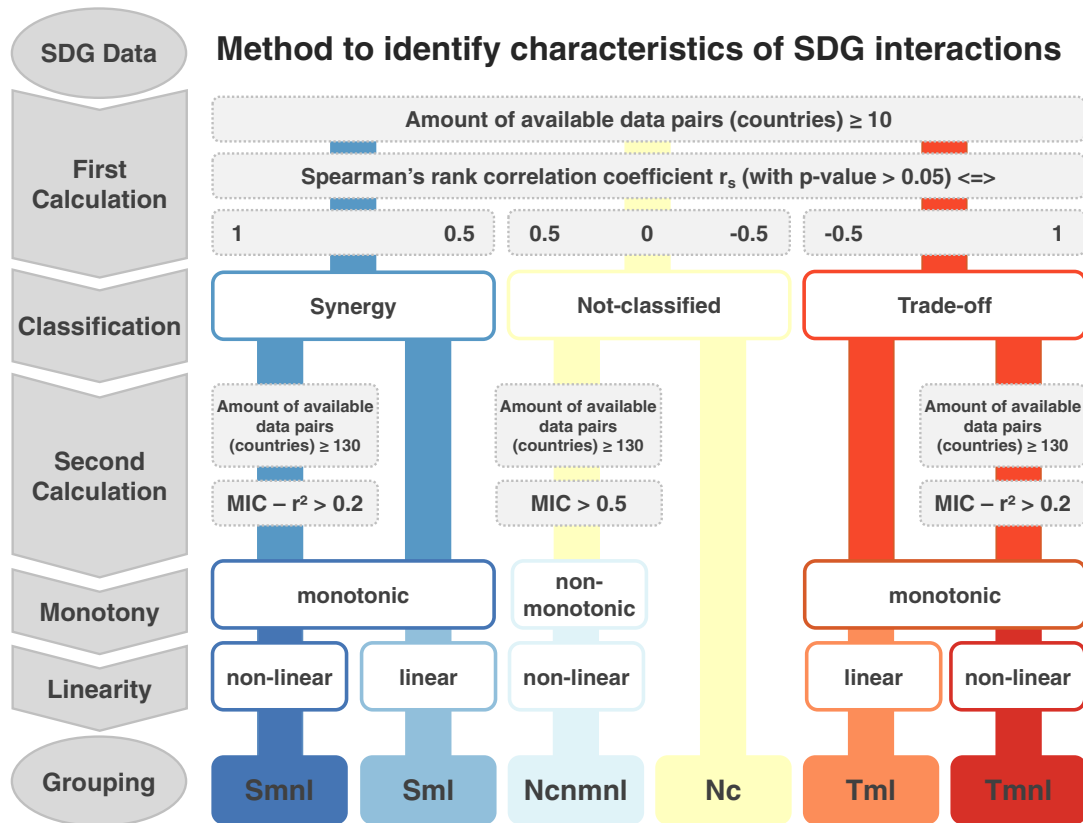 SDG Data
Method to identify characteristics of SDG interactions
Amount of available data pairs (countries) ≥ 10
First
Calculation
Spearman's rank correlation coefficient rₛ (with p-value > 0.05) <=>
1 0.5
0.5 0 -0.5
-0.5 1
Classification
Synergy
Not-classified
Trade-off
Second
Calculation
Amount of available
data pairs
(countries) ≥ 130
Amount of available
data pairs
(countries) ≥ 130
Amount of available
data pairs
(countries) ≥ 130
MIC – r² > 0.2
MIC > 0.5
MIC – r² > 0.2
Monotony
monotonic
non-
monotonic
monotonic
Linearity
non-linear
linear
non-linear
linear
non-linear
Grouping
Smnl
Sml
Ncnmnl
Nc
Tml
Tmnl